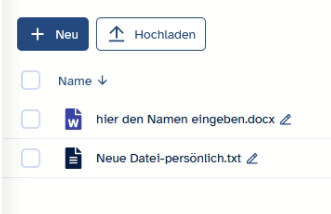 + Neu Hochladen
Name ↓
hier den Namen eingeben.docx
Neue Datei-persönlich.txt